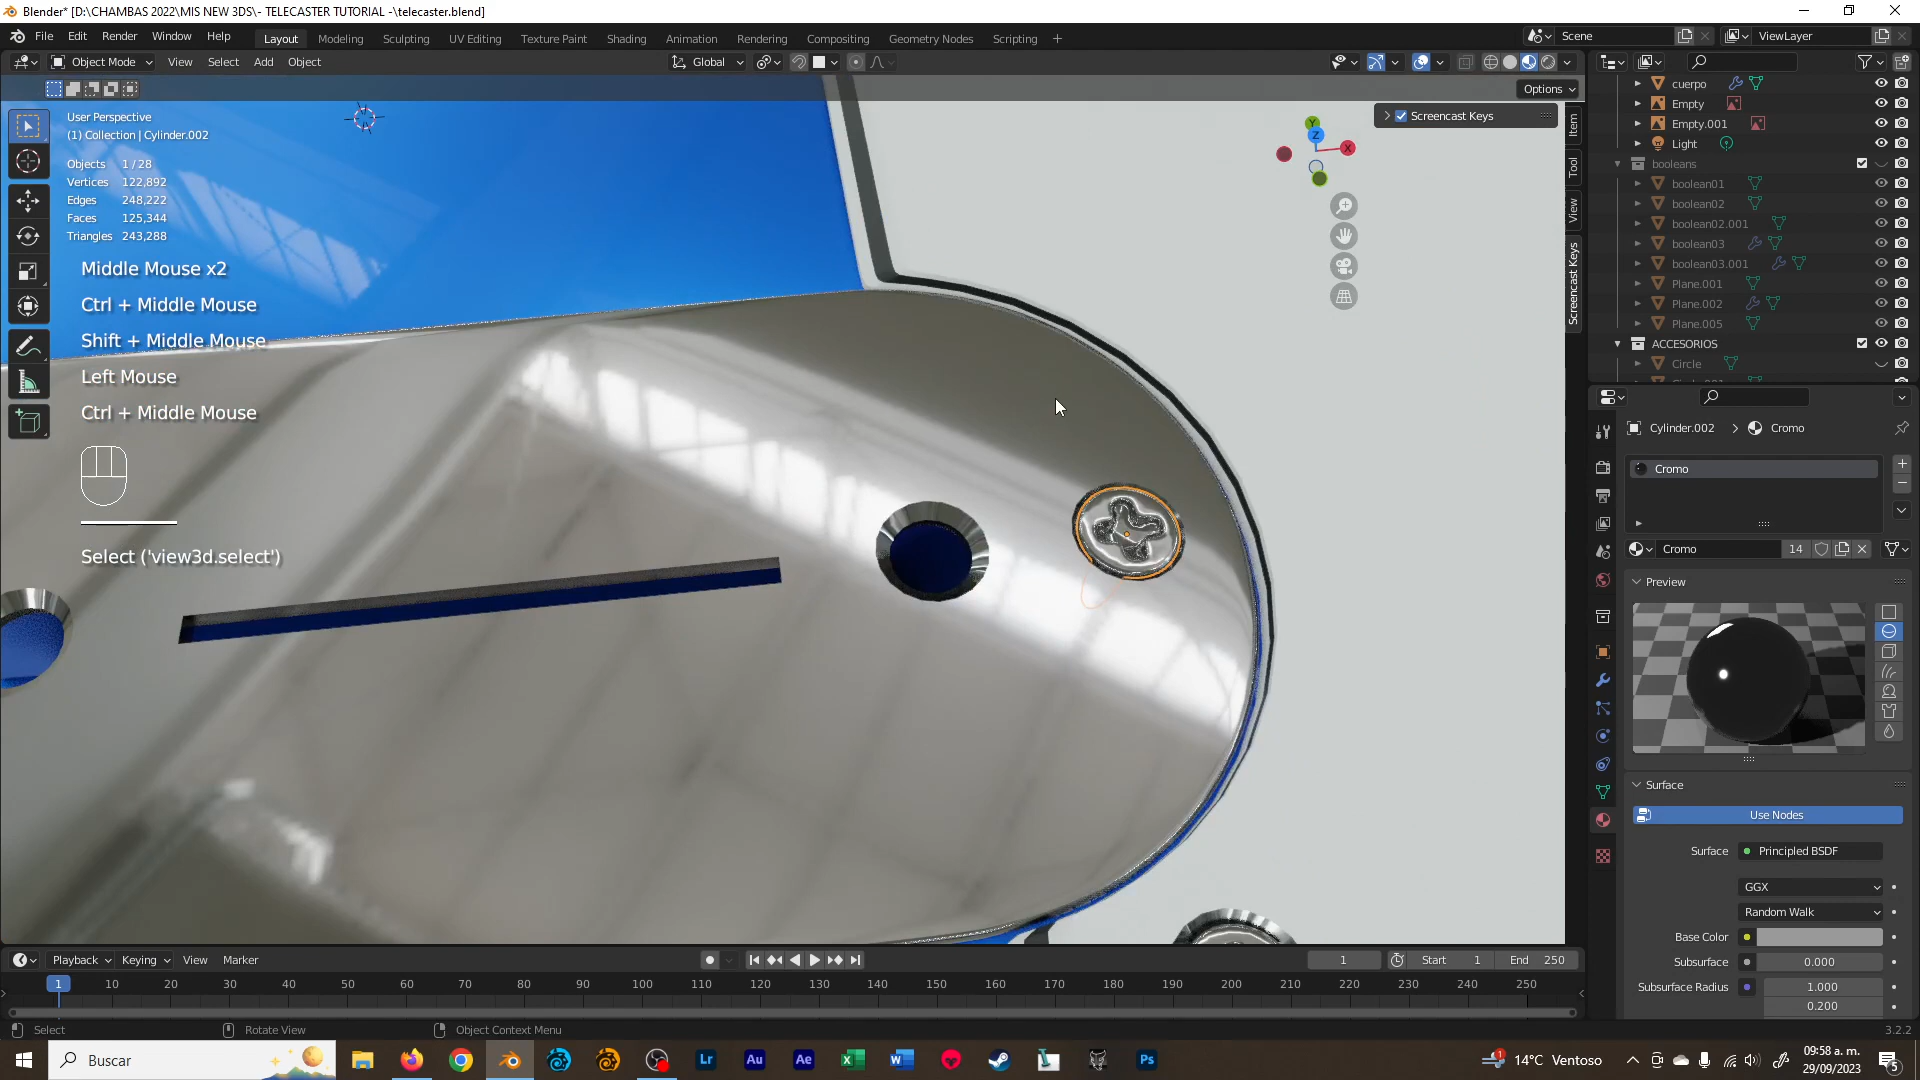 Blender* [D:\CHAMBAS 2022\MIS NEW 3DS\- TELECASTER TUTORIAL -\telecaster.blend]
File Edit Render Window Help Layout Modeling Sculpting UV Editing Texture Paint Shading Animation Rendering Compositing Geometry Nodes Scripting + Scene ViewLayer
Object Mode View Select Add Object Global
Options
User Perspective
(1) Collection | Cylinder.002
Objects 1 / 28
Vertices 122,892
Edges 248,222
Faces 125,344
Triangles 243,288
Middle Mouse x2
Ctrl + Middle Mouse
Shift + Middle Mouse
Left Mouse
Ctrl + Middle Mouse
Select ('view3d.select')
Screencast Keys
Y
Z
X
Item
Tool
View
Screencast Keys
cuerpo
Empty
Empty.001
Light
booleans
boolean01
boolean02
boolean02.001
boolean03
boolean03.001
Plane.001
Plane.002
Plane.005
ACCESORIOS
Circle
Cylinder.002 > Cromo
Cromo
Cromo 14
Preview
Surface
Use Nodes
Surface Principled BSDF
GGX
Random Walk
Base Color
Subsurface 0.000
Subsurface Radius 1.000
0.200
Playback Keying View Marker 1 Start 1 End 250
1 10 20 30 40 50 60 70 80 90 100 110 120 130 140 150 160 170 180 190 200 210 220 230 240 250
Select Rotate View Object Context Menu 3.2.2
Buscar Lr Au Ae Ps 1 14°C Ventoso 09:58 a. m.
29/09/2023 5